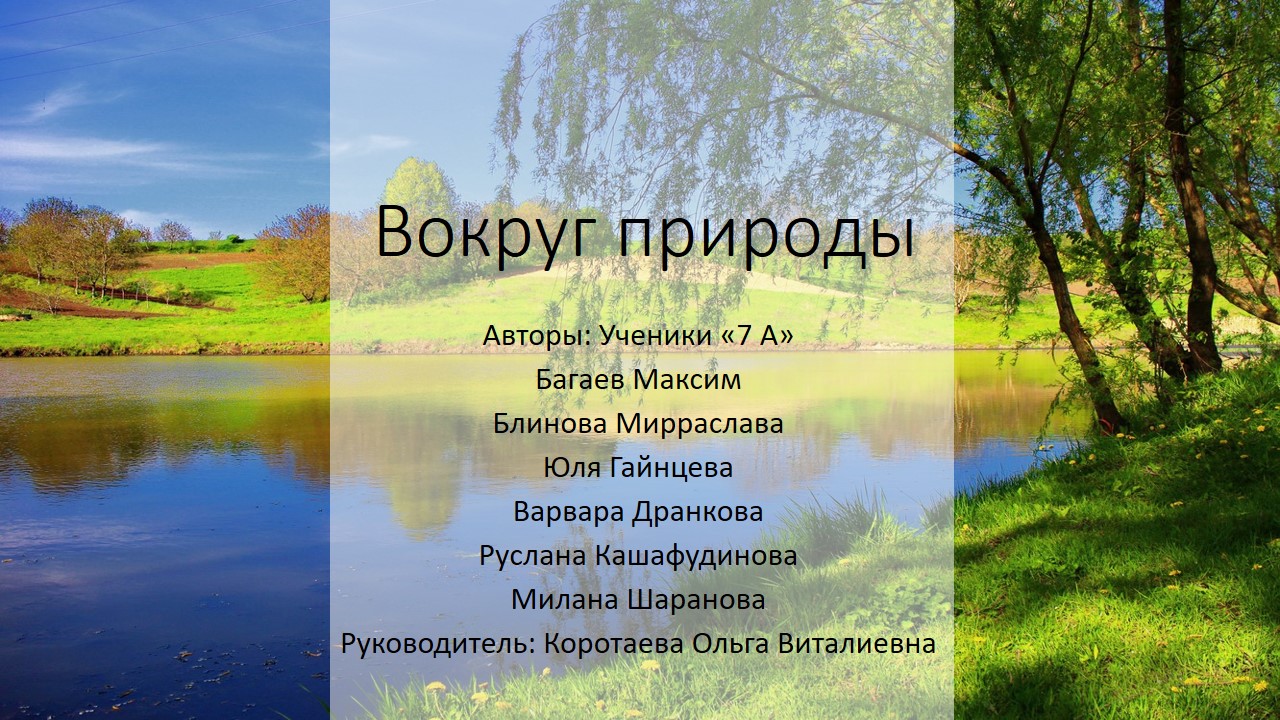 Вокруг природы
Авторы: Ученики «7 А»
Багаев Максим
Блинова Мирраслава
Юля Гайнцева
Варвара Дранкова
Руслана Кашафудинова
Милана Шаранова
Руководитель: Коротаева Ольга Виталиевна